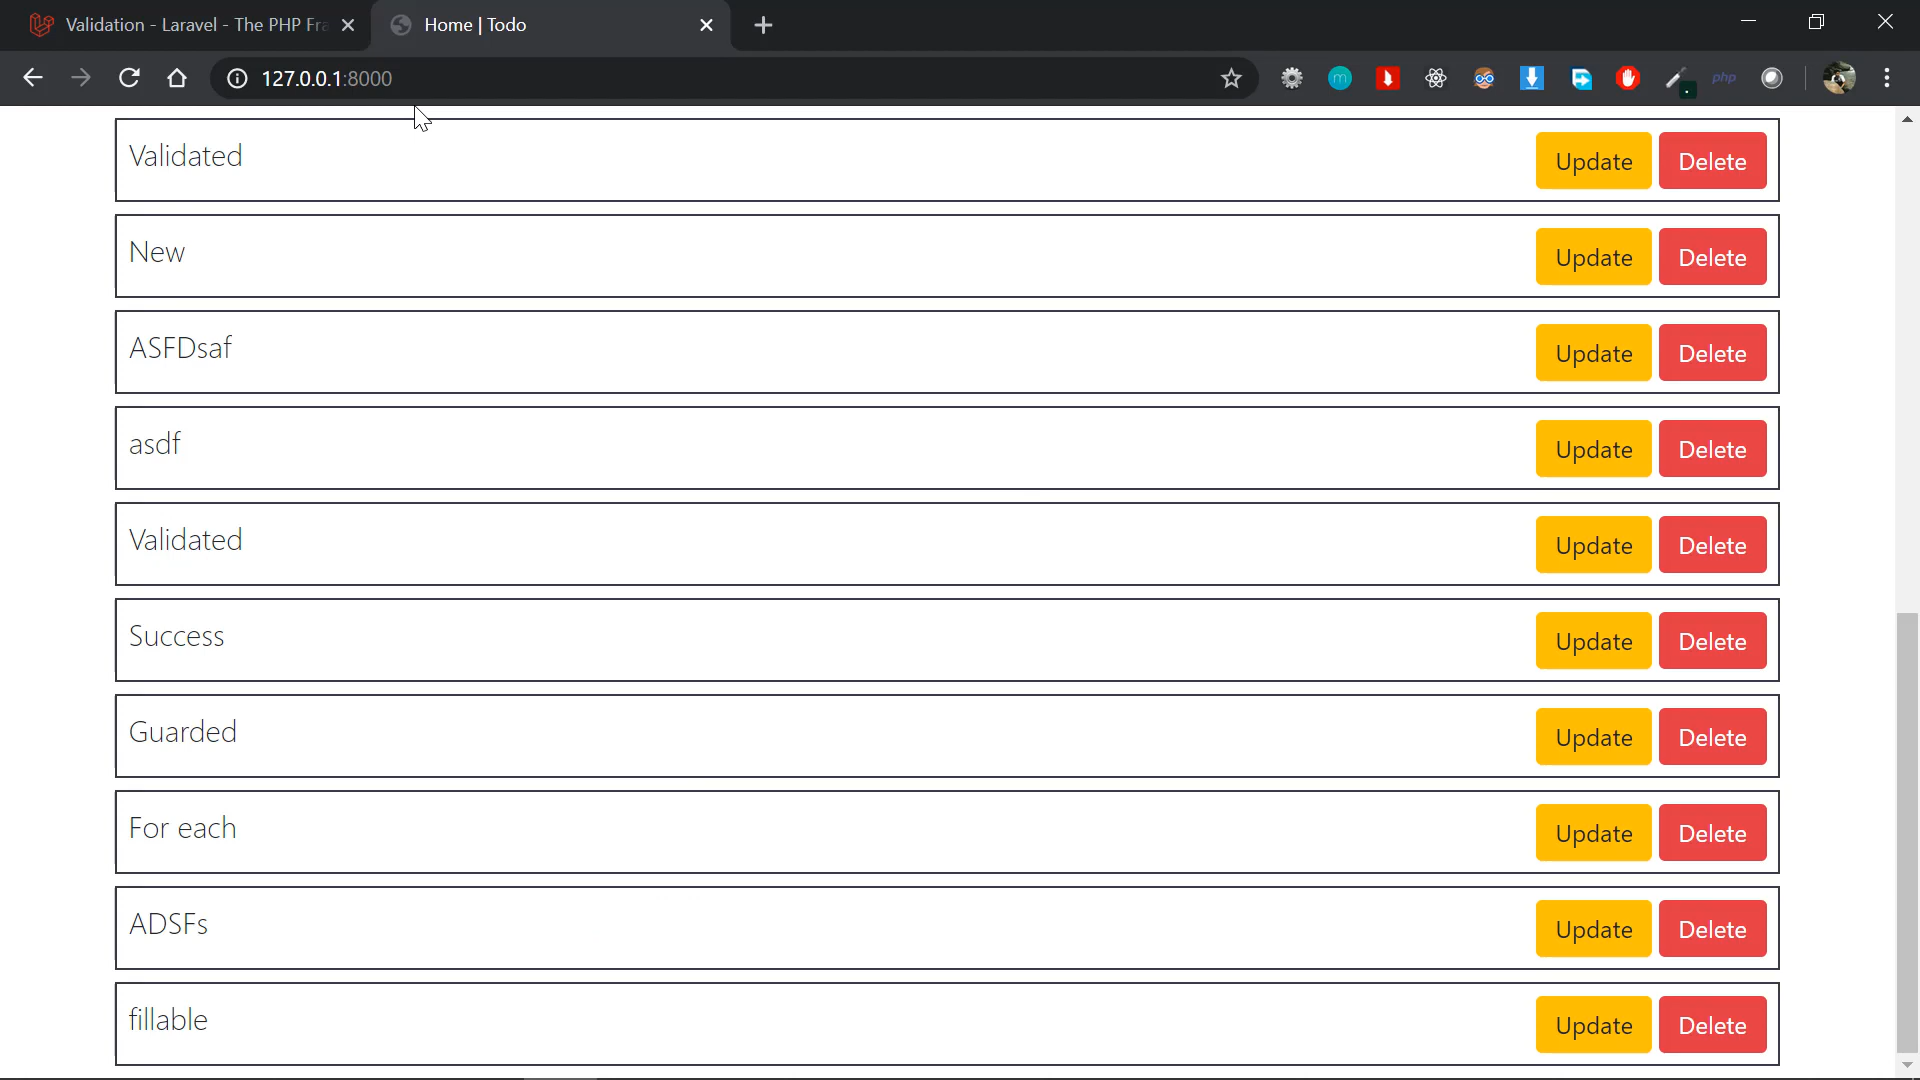 Validation - Laravel - The PHP Fra
Home | Todo
127.0.0.1:8000
Validated Update Delete
New Update Delete
ASFDsaf Update Delete
asdf Update Delete
Validated Update Delete
Success Update Delete
Guarded Update Delete
For each Update Delete
ADSFs Update Delete
fillable Update Delete
m
php